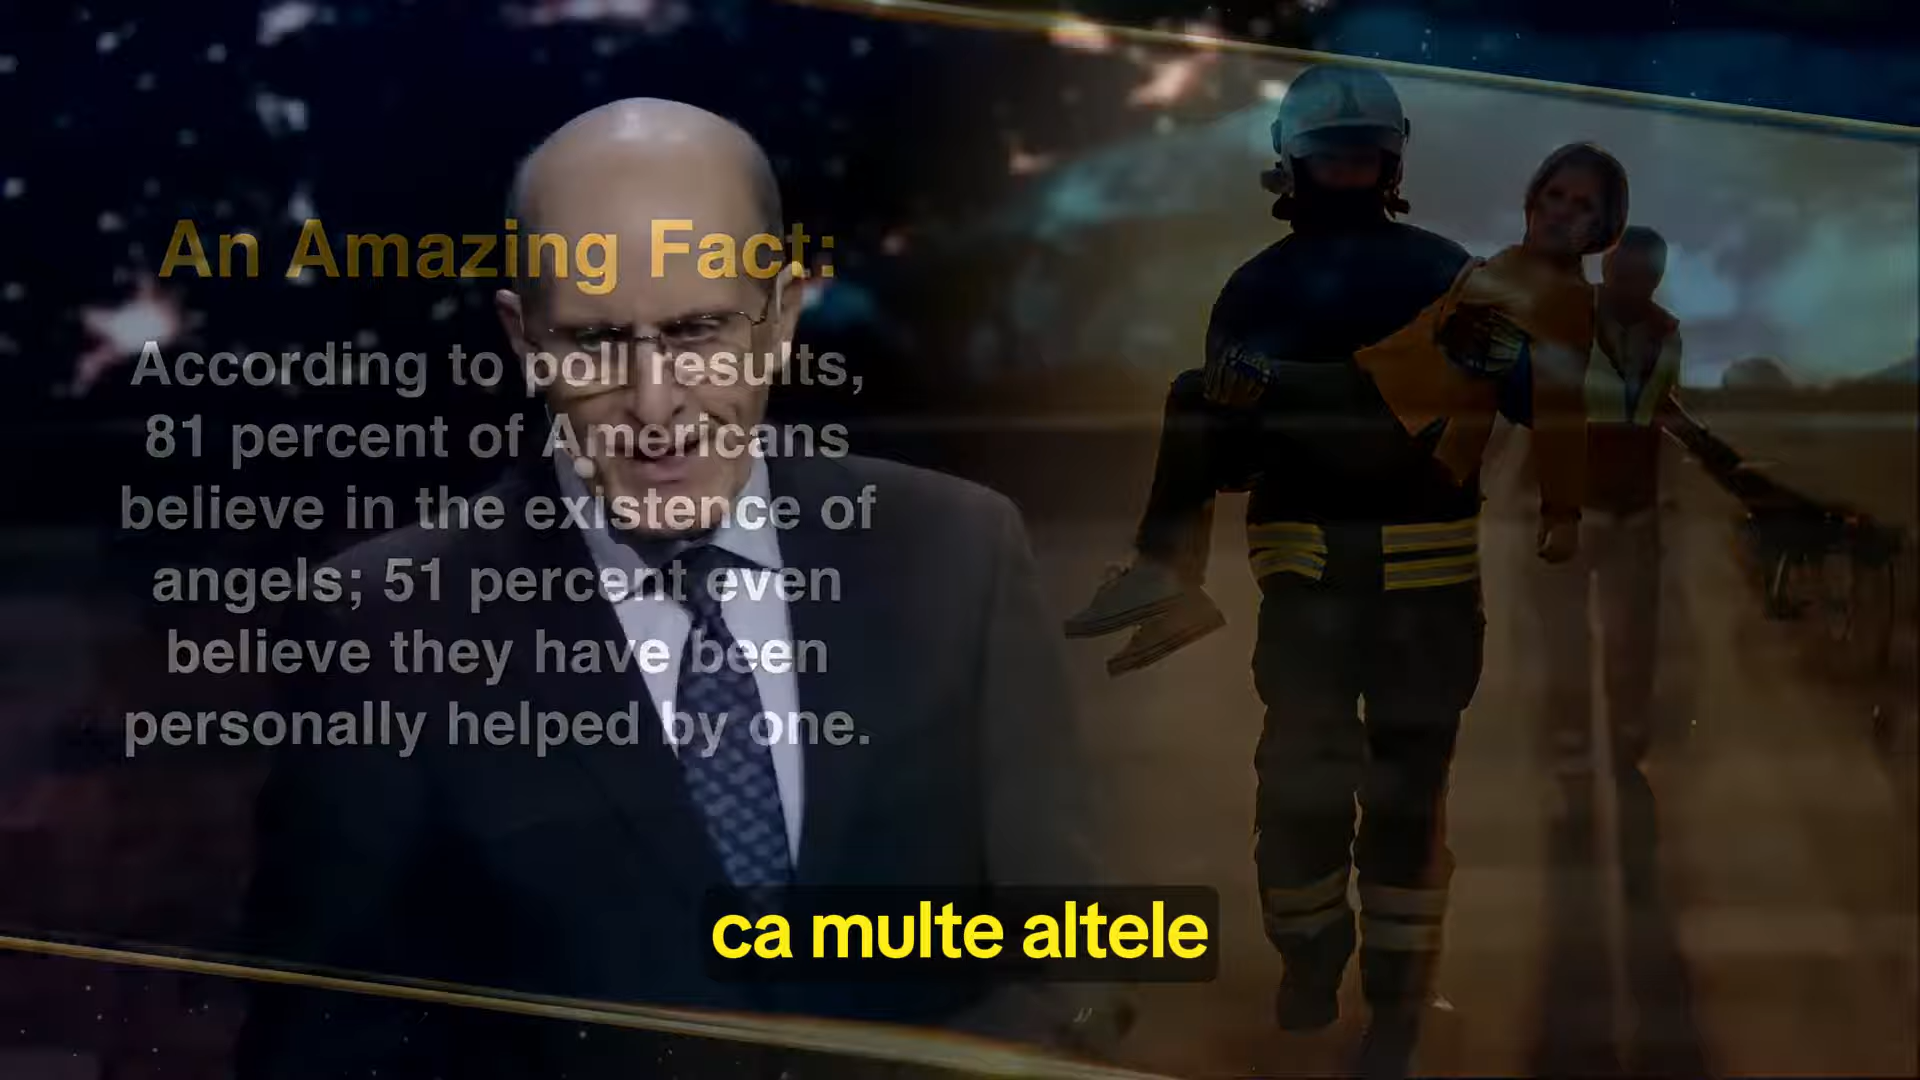 An Amazing Fact:
According to poll results,
81 percent of Americans
believe in the existence of
angels; 51 percent even
believe they have been
personally helped by one.
ca multe altele